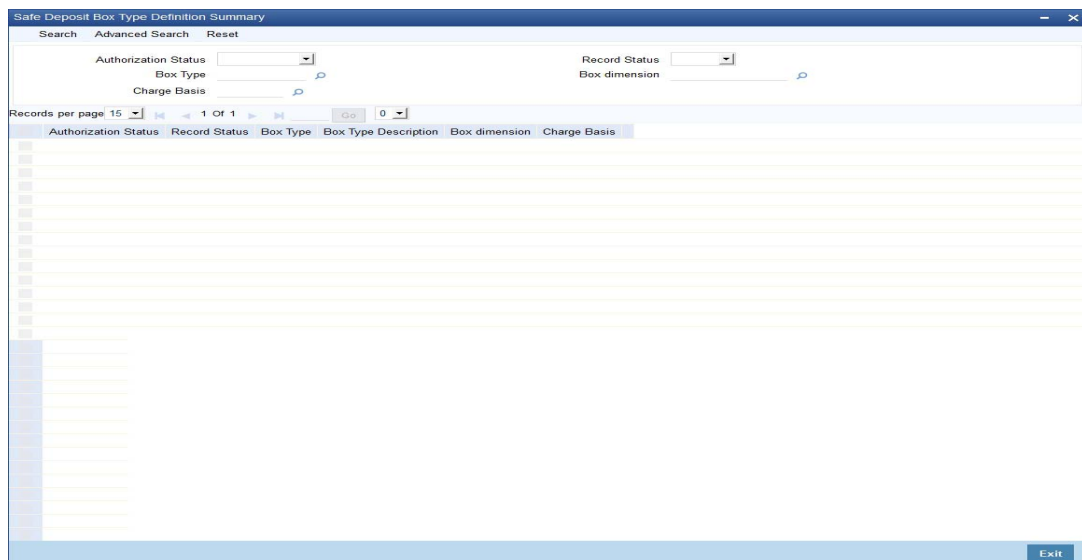 Safe Deposit Box Type Definition Summary
Search Advanced Search Reset
Authorization Status Record Status
Box Type Box dimension
Charge Basis
Records per page 15 1 Of 1 Go 0
Authorization Status Record Status Box Type Box Type Description Box dimension Charge Basis
Exit